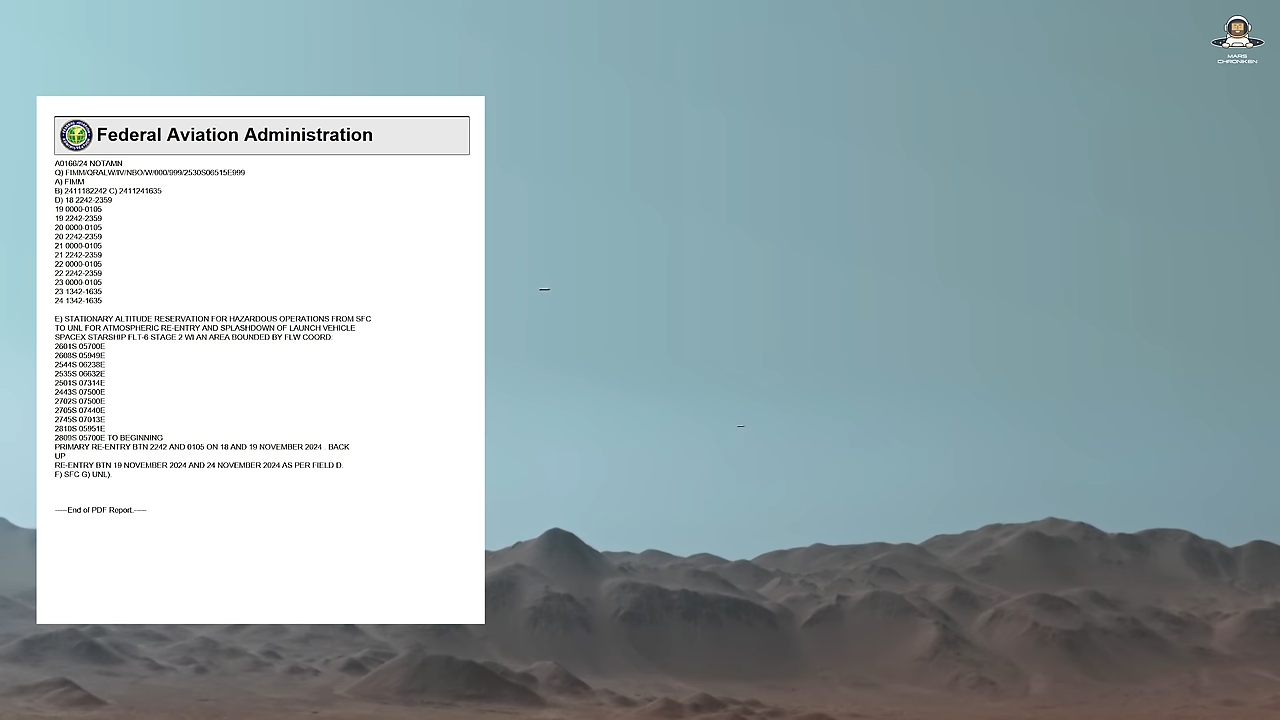 Federal Aviation Administration
A0166/24 NOTAMN
Q) FIMM/QRALW/IV/NBO/W/000/999/2530S06515E999
A) FIMM
B) 2411182242 C) 2411241635
D) 18 2242-2359
19 0000-0105
19 2242-2359
20 0000-0105
20 2242-2359
21 0000-0105
21 2242-2359
22 0000-0105
22 2242-2359
23 0000-0105
23 1342-1635
24 1342-1635
E) STATIONARY ALTITUDE RESERVATION FOR HAZARDOUS OPERATIONS FROM SFC
TO UNL FOR ATMOSPHERIC RE-ENTRY AND SPLASHDOWN OF LAUNCH VEHICLE
SPACEX STARSHIP FLT-6 STAGE 2 WI AN AREA BOUNDED BY FLW COORD:
2601S 05700E
2608S 05949E
2544S 06238E
2535S 06632E
2501S 07314E
2443S 07500E
2702S 07500E
2705S 07440E
2745S 07013E
2810S 05951E
2809S 05700E TO BEGINNING
PRIMARY RE-ENTRY BTN 2242 AND 0105 ON 18 AND 19 NOVEMBER 2024 . BACK
UP
RE-ENTRY BTN 19 NOVEMBER 2024 AND 24 NOVEMBER 2024 AS PER FIELD D.
F) SFC G) UNL).
-----End of PDF Report.-----
MARS
CHRONIKEN